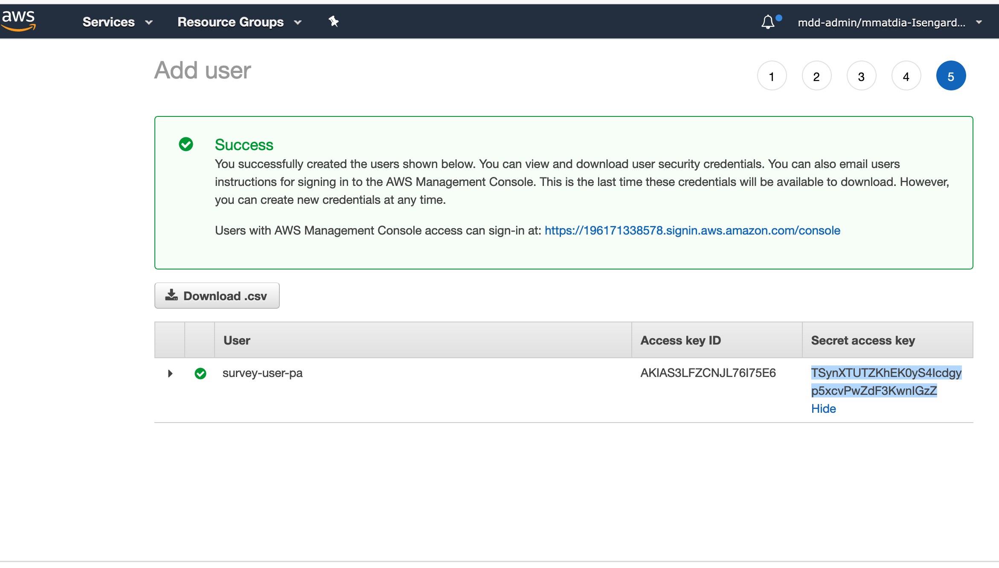 aws Services Resource Groups mdd-admin/mmatdia-Isengard...
Add user
1 2 3 4 5
Success
You successfully created the users shown below. You can view and download user security credentials. You can also email users
instructions for signing in to the AWS Management Console. This is the last time these credentials will be available to download. However,
you can create new credentials at any time.
Users with AWS Management Console access can sign-in at: https://196171338578.signin.aws.amazon.com/console
Download .csv
User Access key ID Secret access key
survey-user-pa AKIAS3LFZCNJL76I75E6
Hide